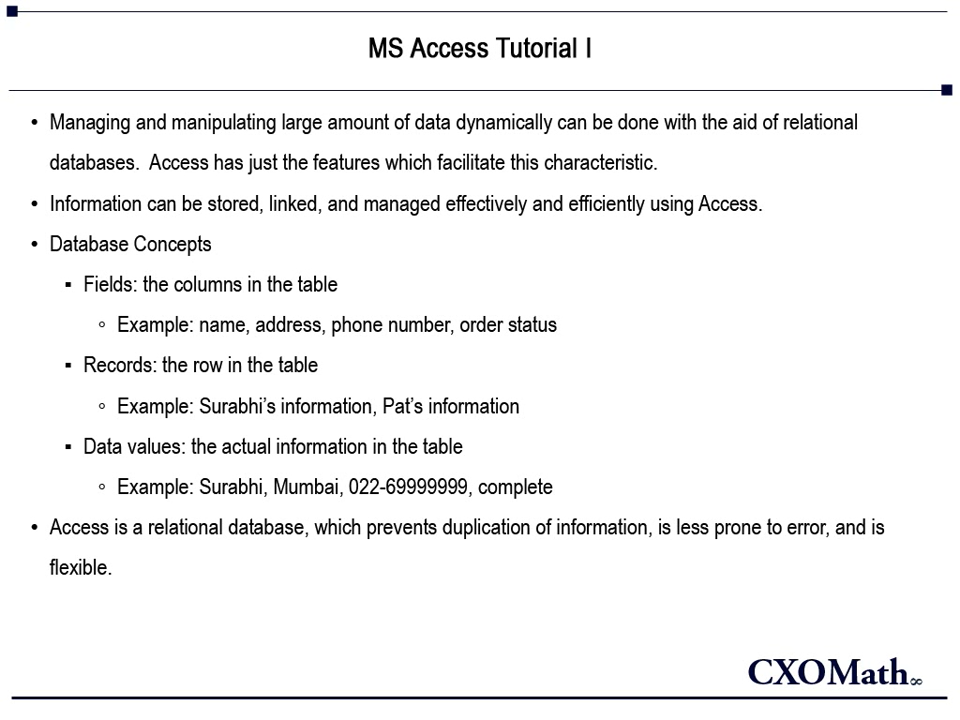 MS Access Tutorial I
• Managing and manipulating large amount of data dynamically can be done with the aid of relational
databases.  Access has just the features which facilitate this characteristic.
• Information can be stored, linked, and managed effectively and efficiently using Access.
• Database Concepts
▪ Fields: the columns in the table
◦ Example: name, address, phone number, order status
▪ Records: the row in the table
◦ Example: Surabhi’s information, Pat’s information
▪ Data values: the actual information in the table
◦ Example: Surabhi, Mumbai, 022-69999999, complete
• Access is a relational database, which prevents duplication of information, is less prone to error, and is
flexible.
CXOMath∞